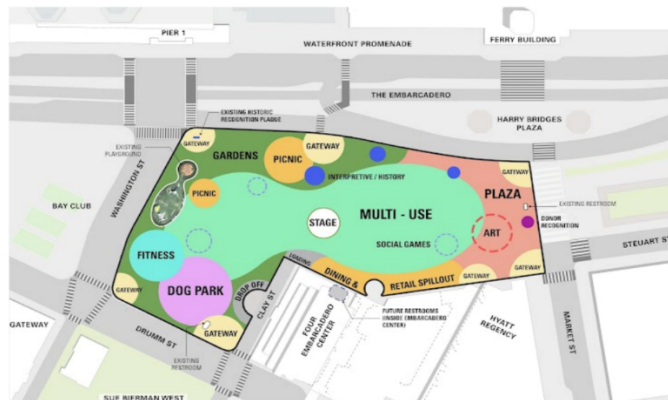 PIER 1
FERRY BUILDING
WATERFRONT PROMENADE
THE EMBARCADERO
EXISTING HISTORIC
RECOGNITION PLAQUE
HARRY BRIDGES
PLAZA
GATEWAY
EXISTING
PLAYGROUND
GARDENS
PICNIC
GATEWAY
WASHINGTON ST
INTERPRETIVE / HISTORY
GATEWAY
PICNIC
PLAZA
EXISTING RESTROOM
BAY CLUB
MULTI - USE
STAGE
ART
DONOR
RECOGNITION
SOCIAL GAMES
STEUART ST
FITNESS
LOADING
DINING &
RETAIL SPILLOUT
GATEWAY
GATEWAY
GATEWAY
DOG PARK
DROP OFF
CLAY ST
FUTURE RESTROOMS
(INSIDE EMBARCADERO
CENTER)
FOUR
EMBARCADERO
CENTER
HYATT
REGENCY
MARKET ST
GATEWAY
DRUMM ST
GATEWAY
EXISTING
RESTROOM
SUE BIERMAN WEST